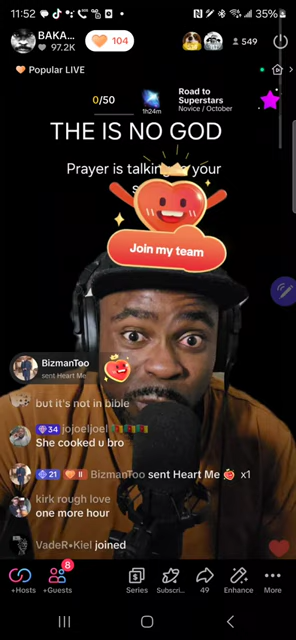 11:52
35%
BAKA...
97.2K
104
549
Popular LIVE
0/50
1h24m
Road to
Superstars
Novice / October
THE IS NO GOD
Prayer is talking to your
Join my team
BizmanToo
sent Heart Me
but it's not in bible
34 jojoeljoel
She cooked u bro
21 II BizmanToo sent Heart Me x1
kirk rough love
one more hour
VadeR•Kiel joined
8
+Hosts
+Guests
Series
Subscri...
49
Enhance
More